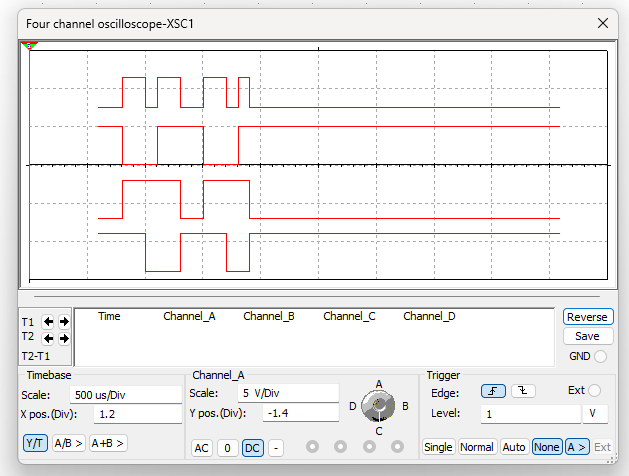 Four channel oscilloscope-XSC1
Time Channel_A Channel_B Channel_C Channel_D
T1
T2
T2-T1
Reverse
Save
GND
Timebase
Scale: 500 us/Div
X pos.(Div): 1.2
Y/T A/B > A+B >
Channel_A
Scale: 5 V/Div
Y pos.(Div): -1.4
AC 0 DC -
A
D B
C
Trigger
Edge: Ext
Level: 1 V
Single Normal Auto None A > Ext